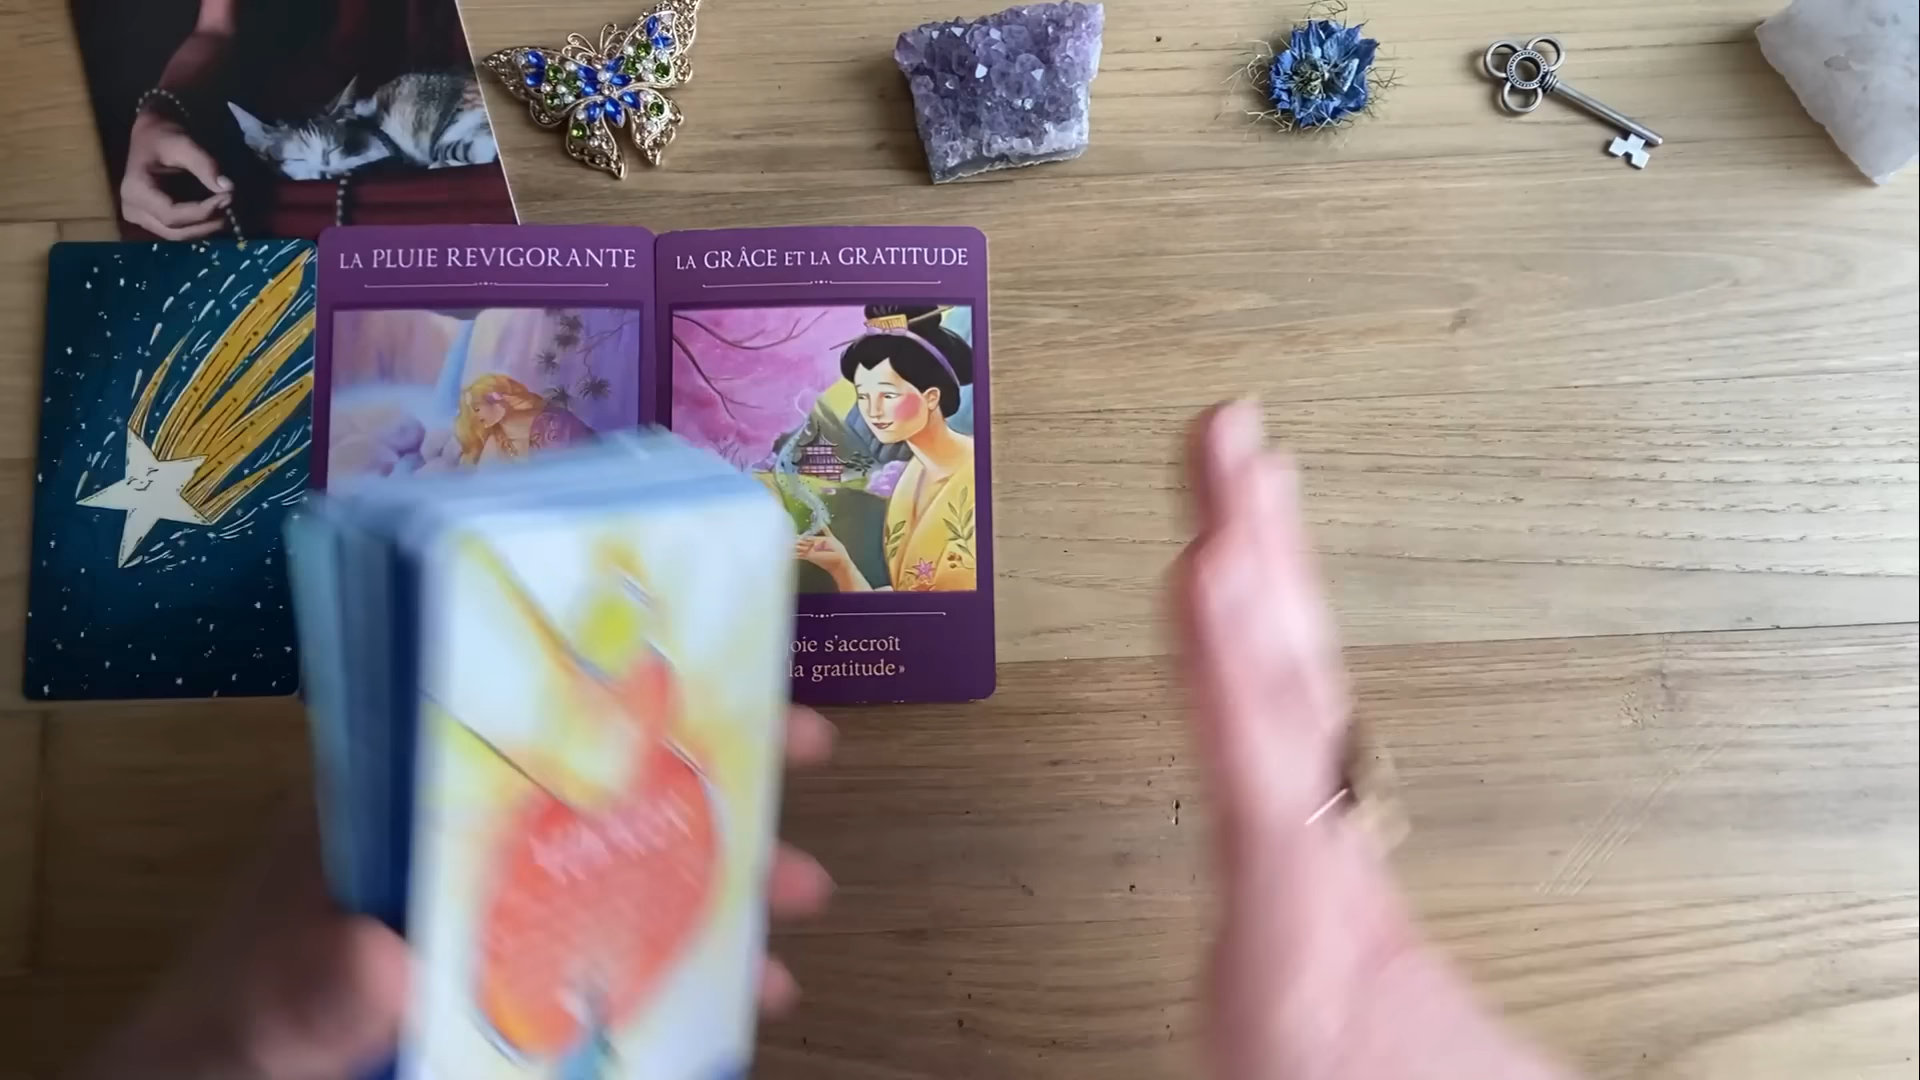 LA PLUIE REVIGORANTE
LA GRÂCE ET LA GRATITUDE
oie s'accroît
la gratitude»